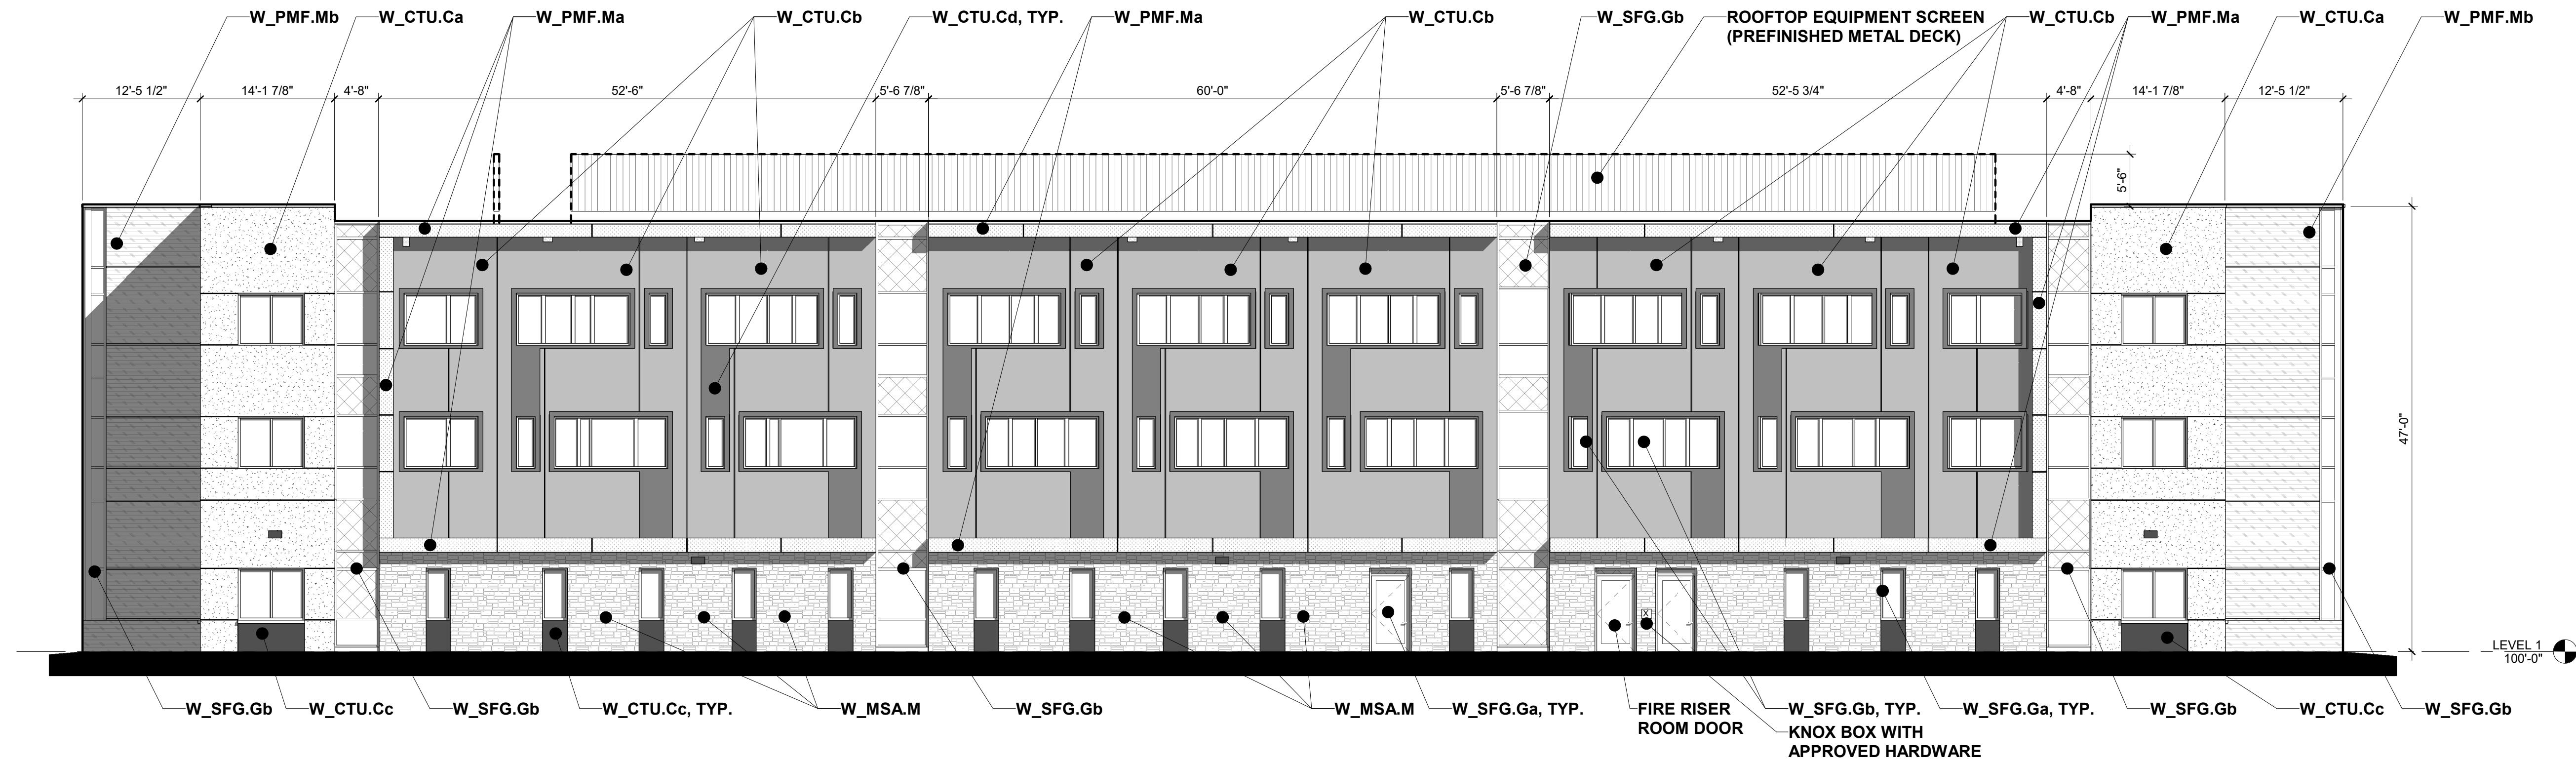 W_PMF.Mb
W_CTU.Ca
W_PMF.Ma
W_CTU.Cb
W_CTU.Cd, TYP.
W_PMF.Ma
W_CTU.Cb
W_SFG.Gb
ROOFTOP EQUIPMENT SCREEN
(PREFINISHED METAL DECK)
W_CTU.Cb
W_PMF.Ma
W_CTU.Ca
W_PMF.Mb
12'-5 1/2"
14'-1 7/8"
4'-8"
52'-6"
5'-6 7/8"
60'-0"
5'-6 7/8"
52'-5 3/4"
4'-8"
14'-1 7/8"
12'-5 1/2"
5'-6"
47'-0"
X
LEVEL 1
100'-0"
W_SFG.Gb
W_CTU.Cc
W_SFG.Gb
W_CTU.Cc, TYP.
W_MSA.M
W_SFG.Gb
W_MSA.M
W_SFG.Ga, TYP.
FIRE RISER
ROOM DOOR
W_SFG.Gb, TYP.
KNOX BOX WITH
APPROVED HARDWARE
W_SFG.Ga, TYP.
W_SFG.Gb
W_CTU.Cc
W_SFG.Gb